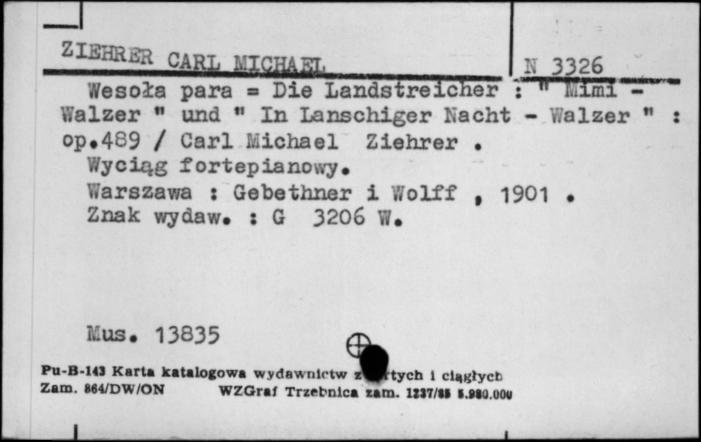 ZIEHRER CARL MICHAEL
N 3326
Wesoła para = Die Landstreicher : " Mimi -
Walzer " und " In Lanschiger Nacht - Walzer " :
op.489 / Carl Michael Ziehrer .
Wyciąg fortepianowy.
Warszawa : Gebethner i Wolff , 1901 .
Znak wydaw. : G 3206 W.
Mus. 13835
Pu-B-143 Karta katalogowa wydawnictw i ciągłych
Zam. 864/DW/ON WZGraf Trzebnica zam. 1237/85 5.980.000